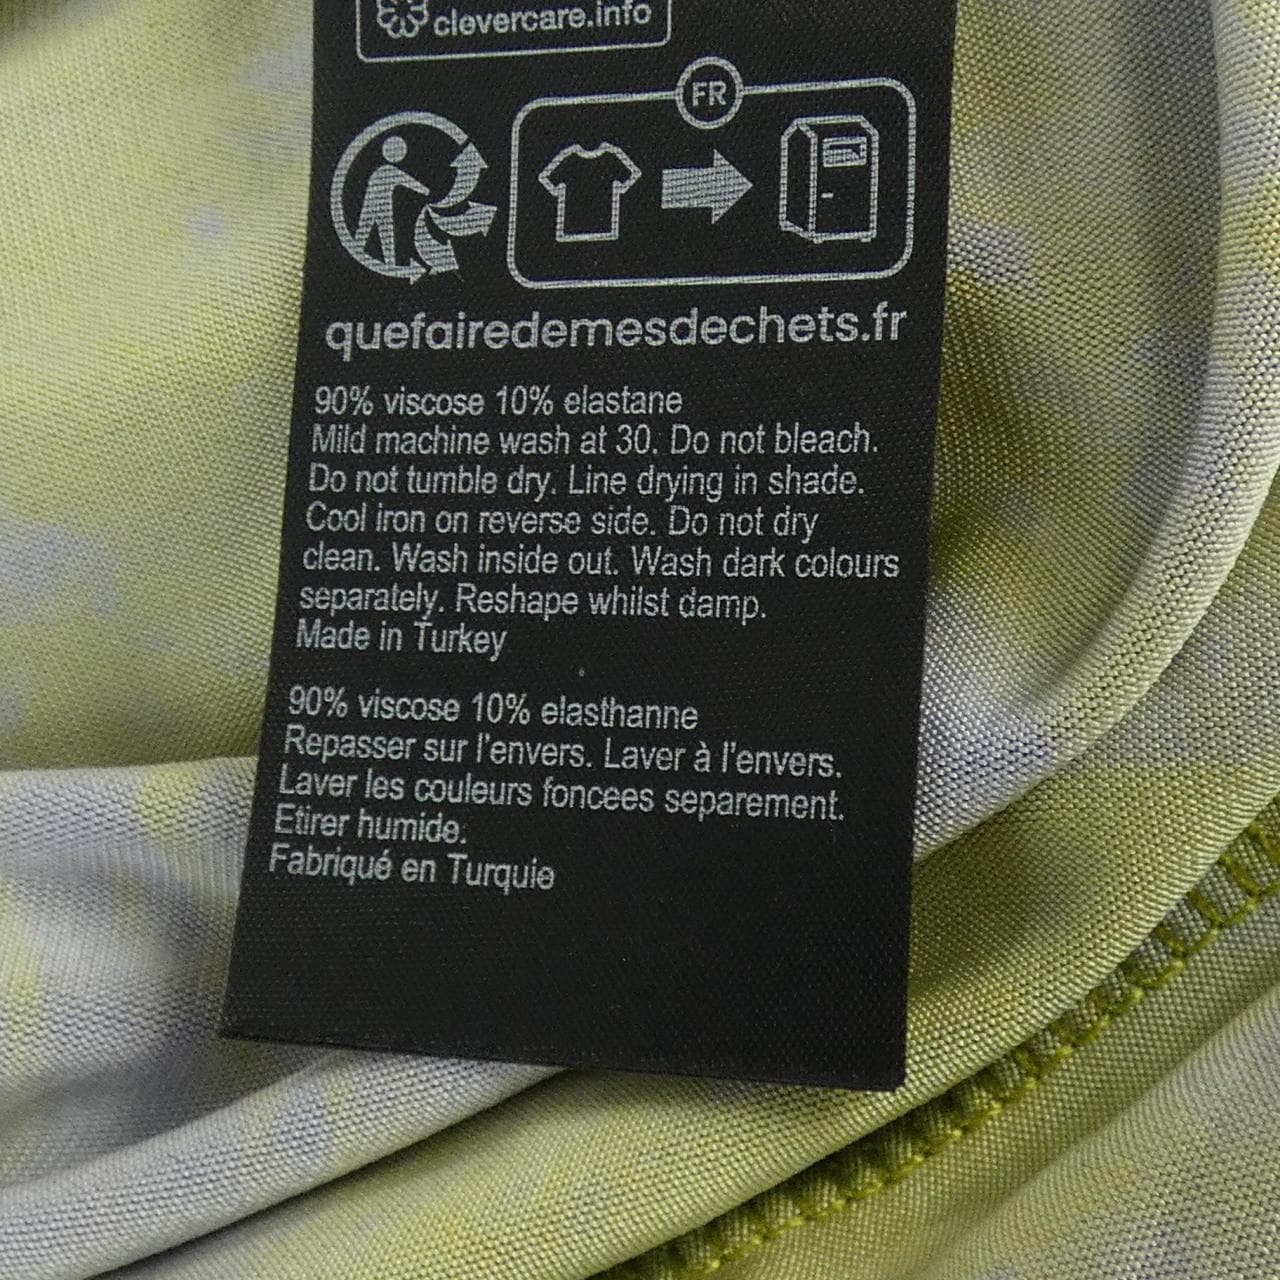 clevercare.info
FR
quefairedemesdechets.fr
90% viscose 10% elastane
Mild machine wash at 30. Do not bleach.
Do not tumble dry. Line drying in shade.
Cool iron on reverse side. Do not dry
clean. Wash inside out. Wash dark colours
separately. Reshape whilst damp.
Made in Turkey
90% viscose 10% elasthanne
Repasser sur l'envers. Laver à l'envers.
Laver les couleurs foncees separement.
Etirer humide.
Fabriqué en Turquie